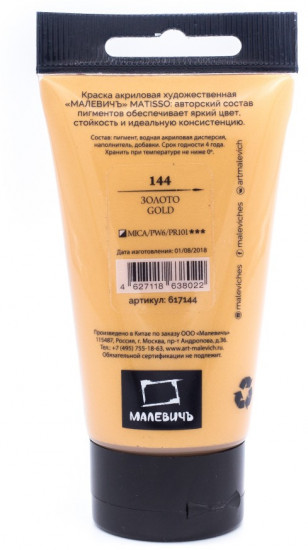 Краска акриловая художественная
«МАЛЕВИЧЪ» MATISSO: авторский состав
пигментов обеспечивает яркий цвет,
стойкость и идеальную консистенцию.
Состав: пигмент, водная акриловая дисперсия,
наполнитель, добавки. Срок годности 4 года.
Хранить при температуре не ниже 0°.
144
ЗОЛОТО
GOLD
MICA/PW6/PR101***
Дата изготовления: 01/08/2018
4 627118 638022 >
артикул: 617144
Произведено в Китае по заказу ООО «Малевичъ»
115487, Россия, г. Москва, пр-т Андропова, д.36.
Тел.: +7 (495) 755-18-63, www.art-malevich.ru
Обязательной сертификации не подлежит.
МАЛЕВИЧЪ
artmalevich
maleviches
maleviches